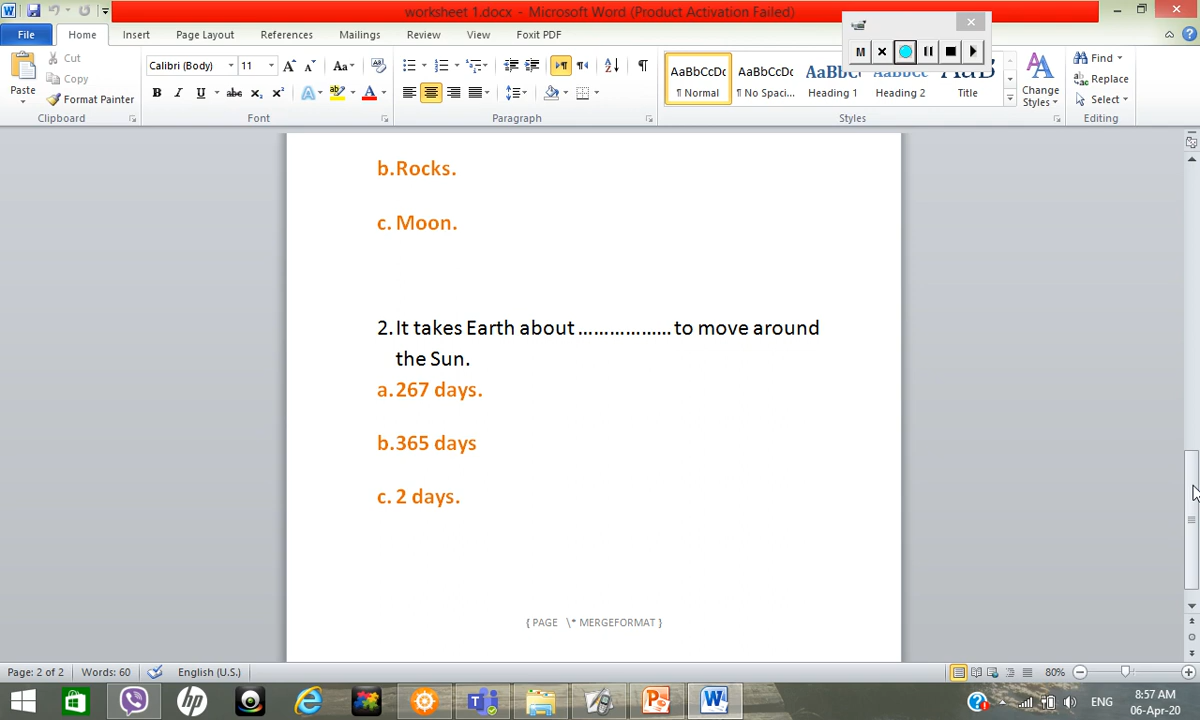 worksheet 1.docx - Microsoft Word (Product Activation Failed)
File Home Insert Page Layout References Mailings Review View Foxit PDF
M
Paste
Cut
Copy
Format Painter
Clipboard
Calibri (Body) 11
Font
Paragraph
AaBbCcDc AaBbCcDc AaBbC AaBbCc AaB
¶ Normal ¶ No Spaci... Heading 1 Heading 2 Title
Change Styles
Styles
Find
Replace
Select
Editing
b.Rocks.
c. Moon.
2.It takes Earth about .................. to move around
the Sun.
a.267 days.
b.365 days
c. 2 days.
{ PAGE \* MERGEFORMAT }
Page: 2 of 2 Words: 60 English (U.S.) 80%
ENG
8:57 AM
06-Apr-20